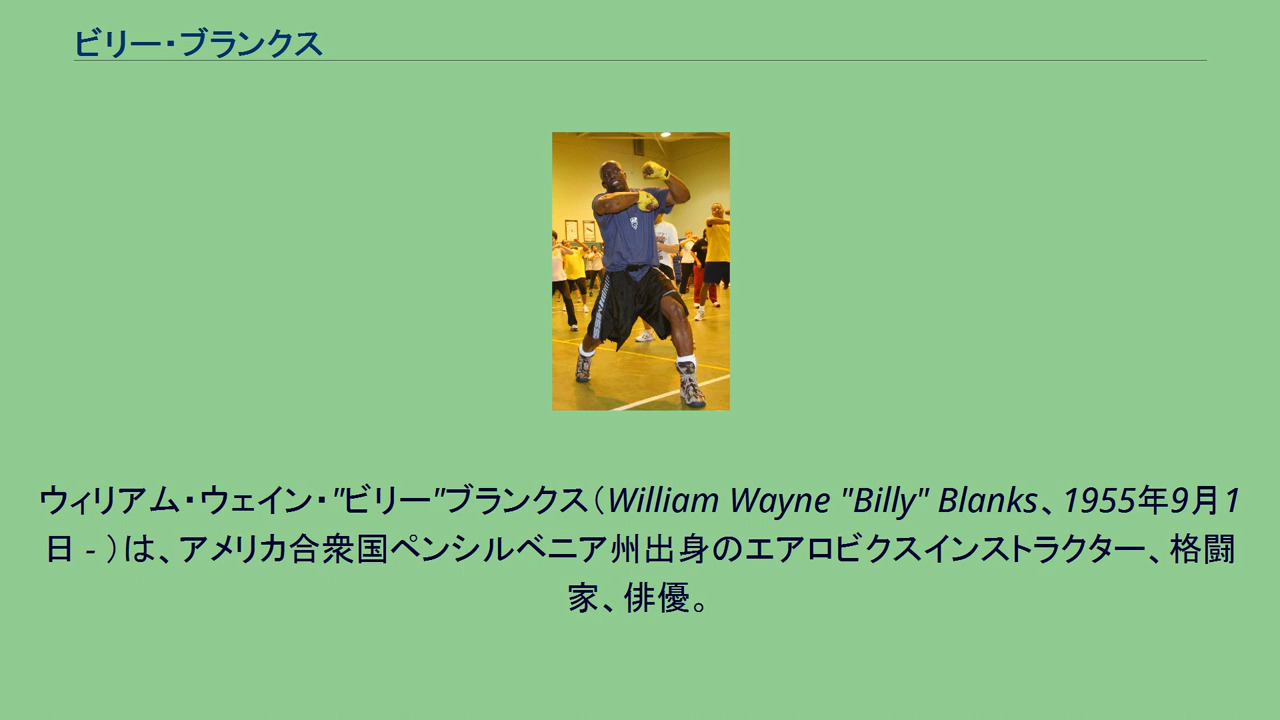 ビリー・ブランクス
ウィリアム・ウェイン・"ビリー"ブランクス（William Wayne "Billy" Blanks、1955年9月1
日 - ）は、アメリカ合衆国ペンシルベニア州出身のエアロビクスインストラクター、格闘
家、俳優。